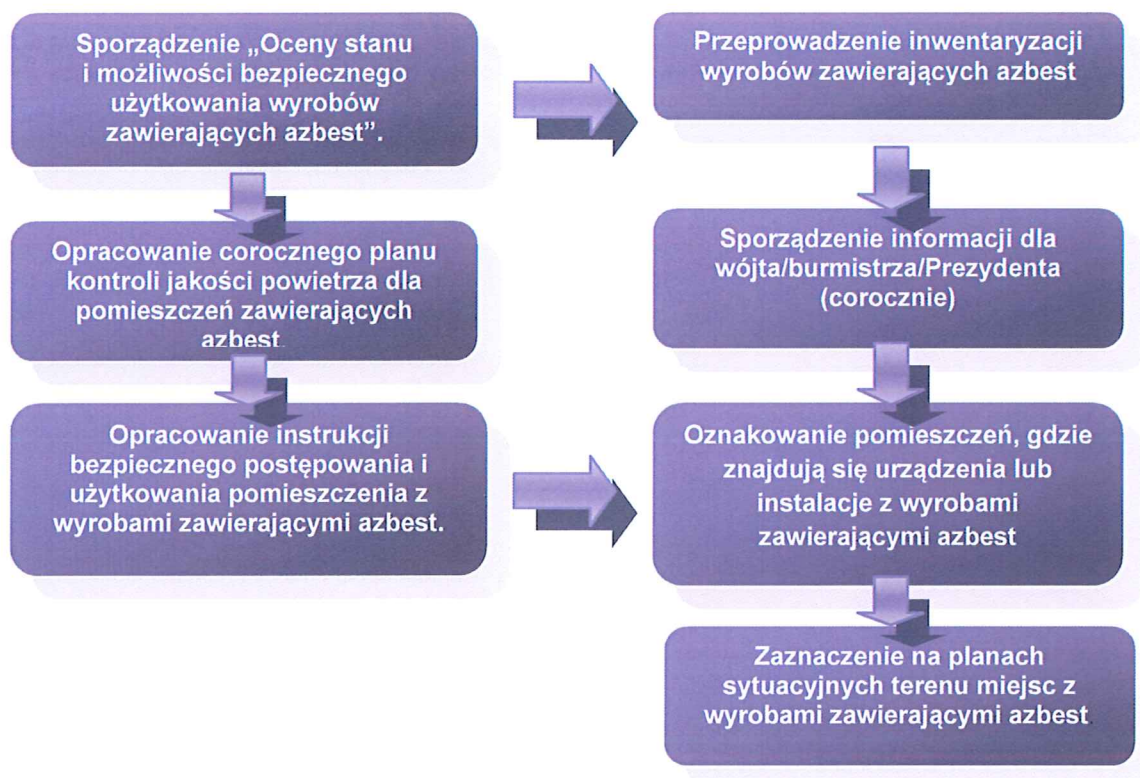 Sporządzenie „Oceny stanu
i możliwości bezpiecznego
użytkowania wyrobów
zawierających azbest”.
Przeprowadzenie inwentaryzacji
wyrobów zawierających azbest
Opracowanie corocznego planu
kontroli jakości powietrza dla
pomieszczeń zawierających
azbest.
Sporządzenie informacji dla
wójta/burmistrza/Prezydenta
(corocznie)
Opracowanie instrukcji
bezpiecznego postępowania i
użytkowania pomieszczenia z
wyrobami zawierającymi azbest.
Oznakowanie pomieszczeń, gdzie
znajdują się urządzenia lub
instalacje z wyrobami
zawierającymi azbest
Zaznaczenie na planach
sytuacyjnych terenu miejsc z
wyrobami zawierającymi azbest.